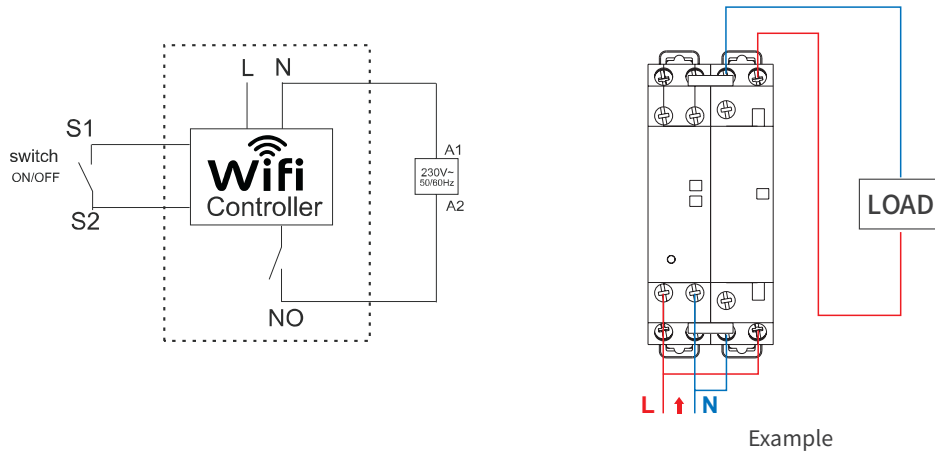 L N
S1
switch
ON/OFF
S2
Wifi
Controller
A1
230V~
50/60Hz
A2
NO
LOAD
L N
Example